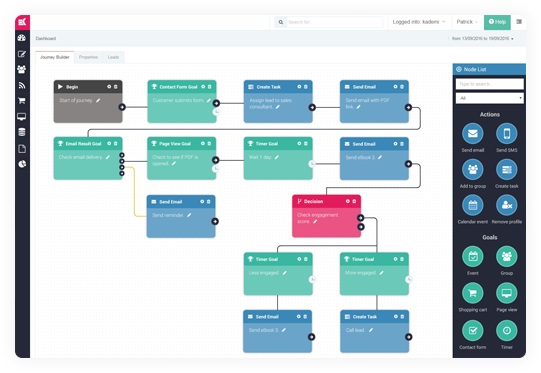 Search for..
Logged into: kademi
Patrick
Help
Dashboard
from: 13/09/2016 to 19/09/2016
Journey Builder
Properties
Leads
Begin
Start of journey.
Contact Form Goal
Customer submits form.
Create Task
Assign lead to sales
consultant.
Send Email
Send email with PDF
link.
Email Result Goal
Check email delivery.
Page View Goal
Check to see if PDF is
opened.
Timer Goal
Wait 1 day.
Send Email
Send eBook 2.
Send Email
Send reminder.
Decision
Check engagement
score.
Timer Goal
Less engaged.
Timer Goal
More engaged.
Send Email
Send eBook 2.
Create Task
Call lead.
Node List
Type to search...
All
Actions
Send email
Send SMS
Add to group
Create task
Calendar event
Remove profile
Goals
Event
Group
Shopping cart
Page view
Contact form
Timer